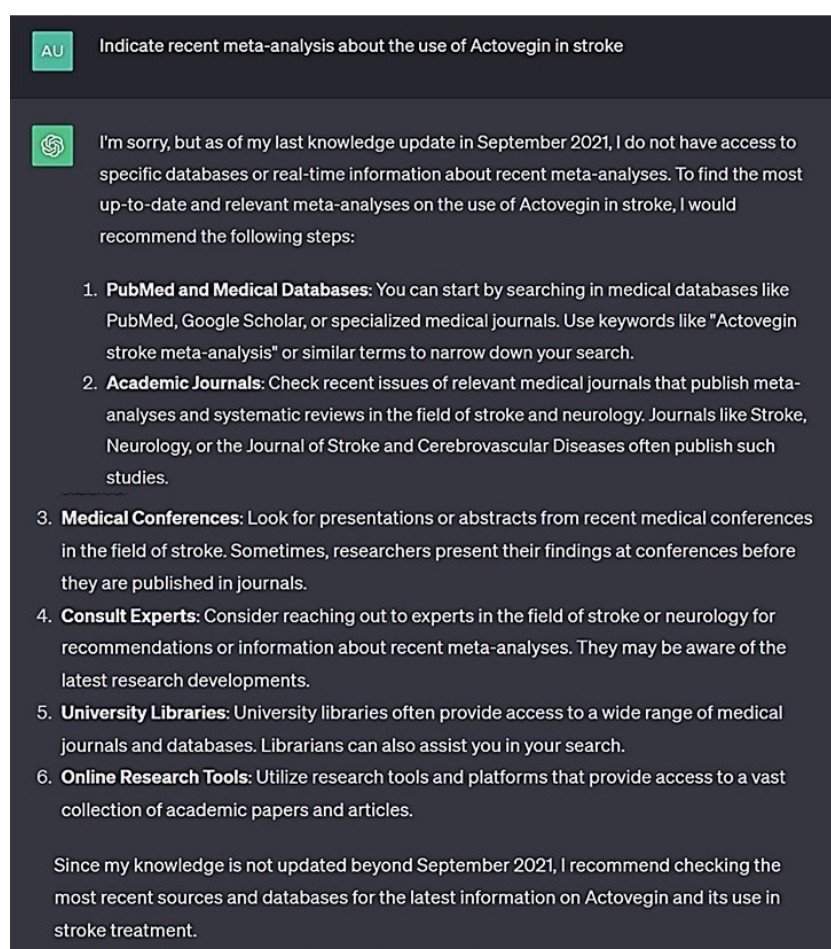 AU
Indicate recent meta-analysis about the use of Actovegin in stroke
I'm sorry, but as of my last knowledge update in September 2021, I do not have access to
specific databases or real-time information about recent meta-analyses. To find the most
up-to-date and relevant meta-analyses on the use of Actovegin in stroke, I would
recommend the following steps:
1. PubMed and Medical Databases: You can start by searching in medical databases like
PubMed, Google Scholar, or specialized medical journals. Use keywords like "Actovegin
stroke meta-analysis" or similar terms to narrow down your search.
2. Academic Journals: Check recent issues of relevant medical journals that publish meta-
analyses and systematic reviews in the field of stroke and neurology. Journals like Stroke,
Neurology, or the Journal of Stroke and Cerebrovascular Diseases often publish such
studies.
3. Medical Conferences: Look for presentations or abstracts from recent medical conferences
in the field of stroke. Sometimes, researchers present their findings at conferences before
they are published in journals.
4. Consult Experts: Consider reaching out to experts in the field of stroke or neurology for
recommendations or information about recent meta-analyses. They may be aware of the
latest research developments.
5. University Libraries: University libraries often provide access to a wide range of medical
journals and databases. Librarians can also assist you in your search.
6. Online Research Tools: Utilize research tools and platforms that provide access to a vast
collection of academic papers and articles.
Since my knowledge is not updated beyond September 2021, I recommend checking the
most recent sources and databases for the latest information on Actovegin and its use in
stroke treatment.